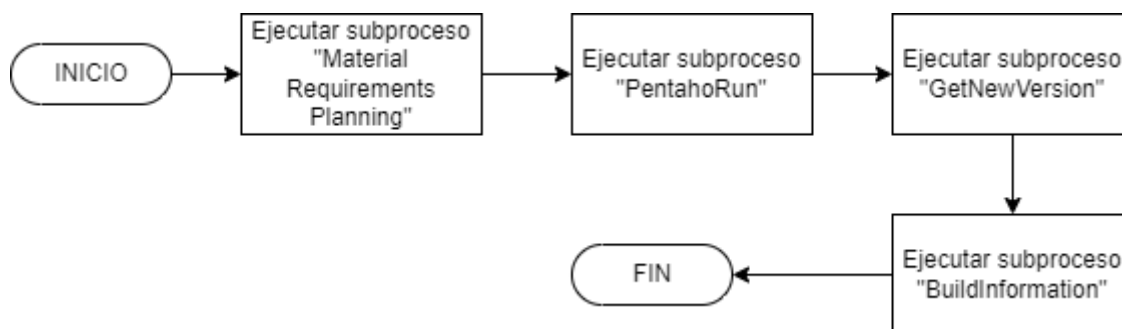 INICIO
Ejecutar subproceso
"Material
Requirements
Planning"
Ejecutar subproceso
"PentahoRun"
Ejecutar subproceso
"GetNewVersion"
Ejecutar subproceso
"BuildInformation"
FIN